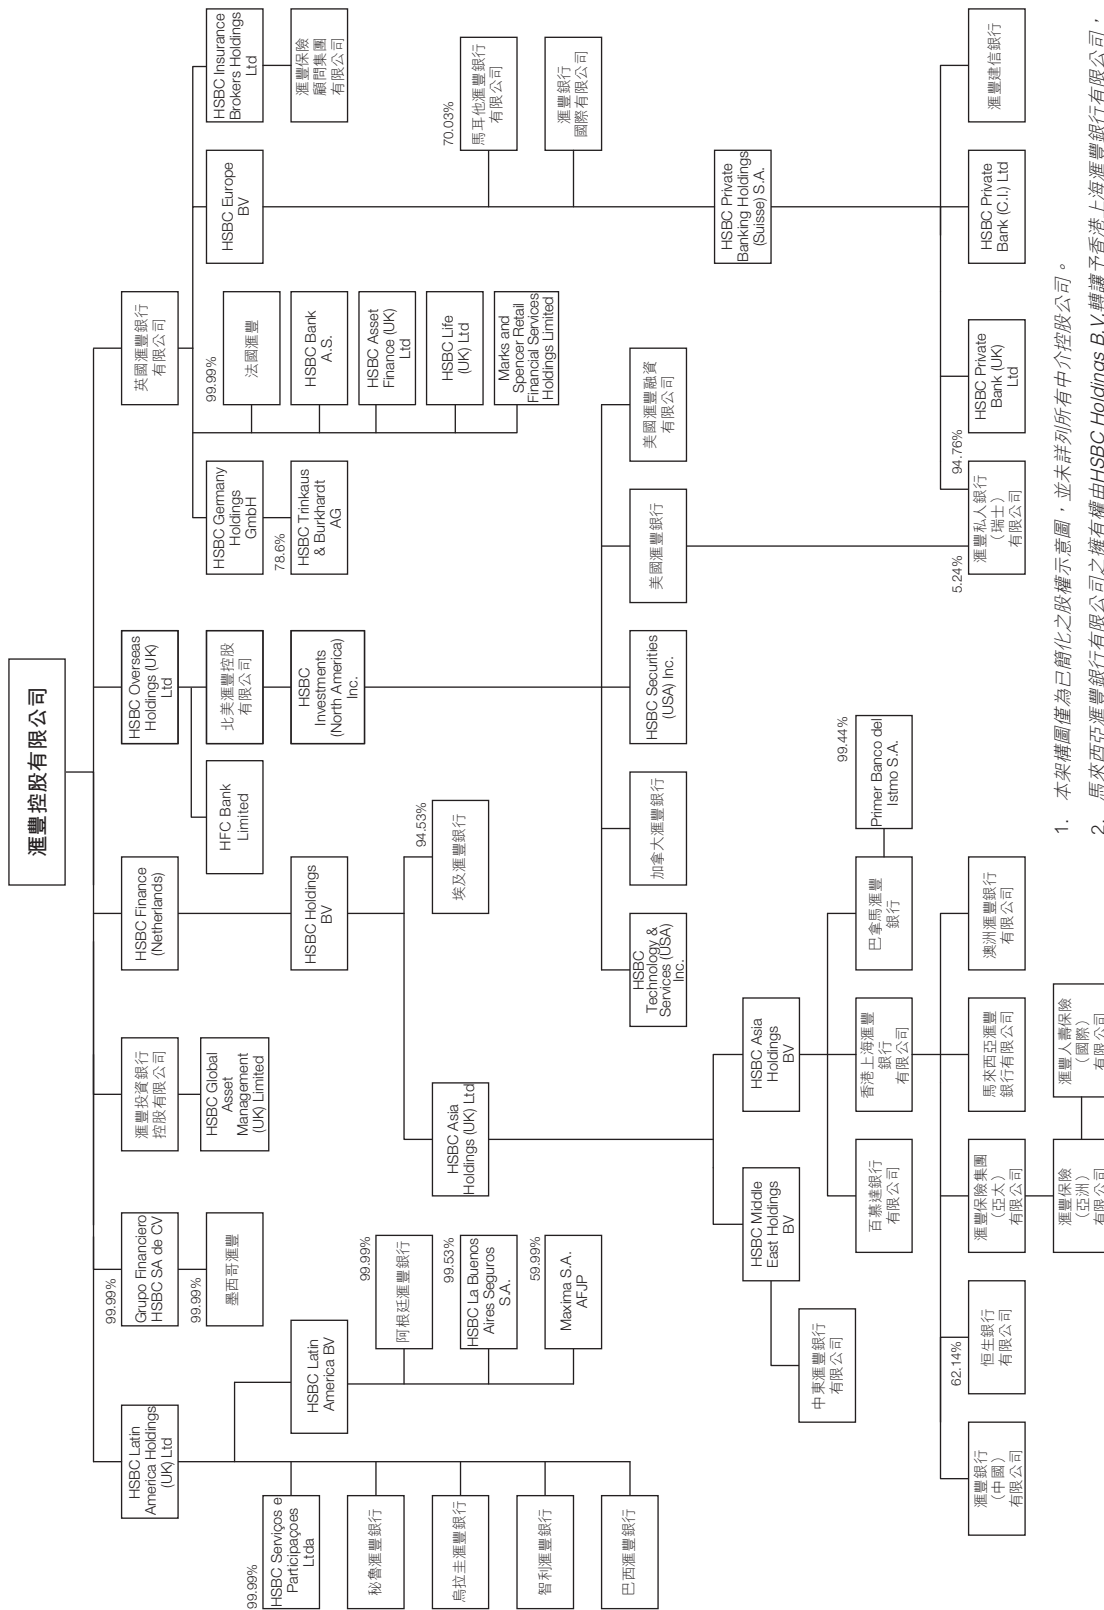 滙豐控股有限公司
HSBC Latin
America Holdings
(UK) Ltd
99.99%
Grupo Financiero
HSBC SA de CV
滙豐投資銀行
控股有限公司
HSBC Finance
(Netherlands)
HSBC Overseas
Holdings (UK)
Ltd
英國滙豐銀行
有限公司
99.99%
HSBC Serviços e
Participaçoes
Ltda
秘魯滙豐銀行
烏拉圭滙豐銀行
智利滙豐銀行
巴西滙豐銀行
HSBC Latin
America BV
99.99%
阿根廷滙豐銀行
99.53%
HSBC La Buenos
Aires Seguros
S.A.
59.99%
Maxima S.A.
AFJP
99.99%
墨西哥滙豐
HSBC Global
Asset
Management
(UK) Limited
HSBC Holdings
BV
94.53%
埃及滙豐銀行
HSBC Asia
Holdings (UK) Ltd
HSBC Middle
East Holdings
BV
中東滙豐銀行
有限公司
HSBC Asia
Holdings
BV
百慕達銀行
有限公司
香港上海滙豐
銀行
有限公司
巴拿馬滙豐
銀行
99.44%
Primer Banco del
Istmo S.A.
滙豐銀行
（中國）
有限公司
62.14%
恒生銀行
有限公司
滙豐保險集團
（亞太）
有限公司
馬來西亞滙豐
銀行有限公司
澳洲滙豐銀行
有限公司
滙豐保險
（亞洲）
有限公司
滙豐人壽保險
（國際）
有限公司
HFC Bank
Limited
北美滙豐控股
有限公司
HSBC
Investments
(North America)
Inc.
HSBC
Technology &
Services (USA)
Inc.
加拿大滙豐銀行
HSBC Securities
(USA) Inc.
美國滙豐銀行
美國滙豐融資
有限公司
HSBC Germany
Holdings
GmbH
78.6%
HSBC Trinkaus
& Burkhardt
AG
99.99%
法國滙豐
HSBC Bank
A.S.
HSBC Asset
Finance (UK)
Ltd
HSBC Life
(UK) Ltd
Marks and
Spencer Retail
Financial Services
Holdings Limited
HSBC Europe
BV
HSBC Insurance
Brokers Holdings
Ltd
滙豐保險
顧問集團
有限公司
70.03%
馬耳他滙豐銀行
有限公司
滙豐銀行
國際有限公司
HSBC Private
Banking Holdings
(Suisse) S.A.
5.24%
94.76%
滙豐私人銀行
（瑞士）
有限公司
HSBC Private
Bank (UK)
Ltd
HSBC Private
Bank (C.I.) Ltd
滙豐建信銀行
1. 本架構圖僅為已簡化之股權示意圖，並未詳列所有中介控股公司。
2. 馬來西亞滙豐銀行有限公司之擁有權由HSBC Holdings B.V.轉讓予香港上海滙豐銀行有限公司，